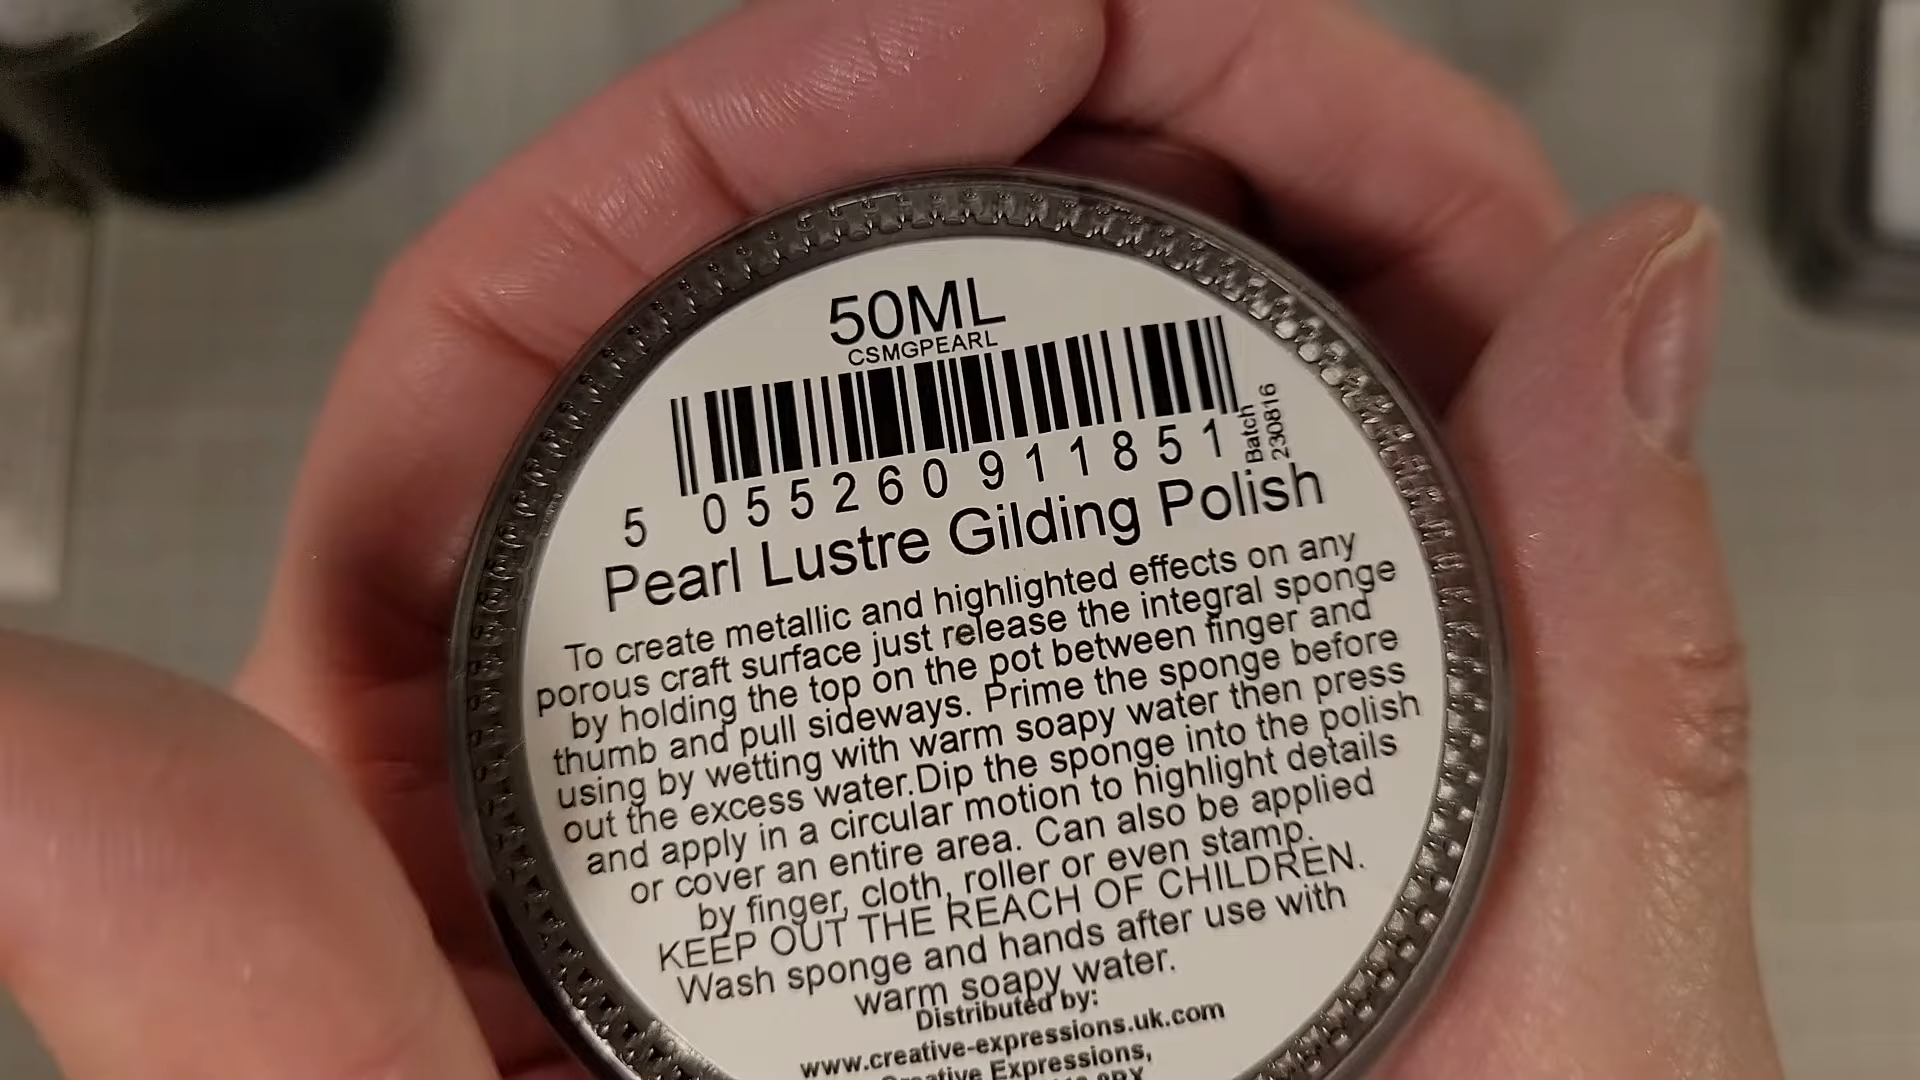 50ML
CSMGPEARL
5 055260 911851
Batch
230816
Pearl Lustre Gilding Polish
To create metallic and highlighted effects on any
porous craft surface just release the integral sponge
by holding the top on the pot between finger and
thumb and pull sideways. Prime the sponge before
using by wetting with warm soapy water then press
out the excess water.Dip the sponge into the polish
and apply in a circular motion to highlight details
or cover an entire area. Can also be applied
by finger, cloth, roller or even stamp.
KEEP OUT THE REACH OF CHILDREN.
Wash sponge and hands after use with
warm soapy water.
Distributed by:
www.creative-expressions.uk.com
Expressions,